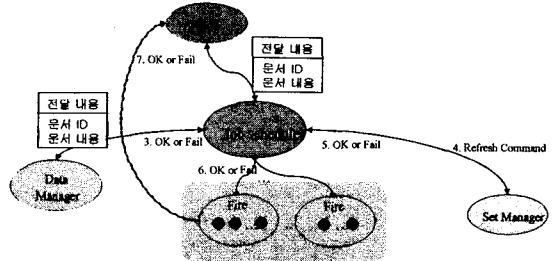 7. OK or Fail
전달 내용
문서 ID
문서 내용
전달 내용
문서 ID
문서 내용
3. OK or Fail
5. OK or Fail
4. Refresh Command
6. OK or Fail
Data
Manager
...
Fire
Fire
Set Manager